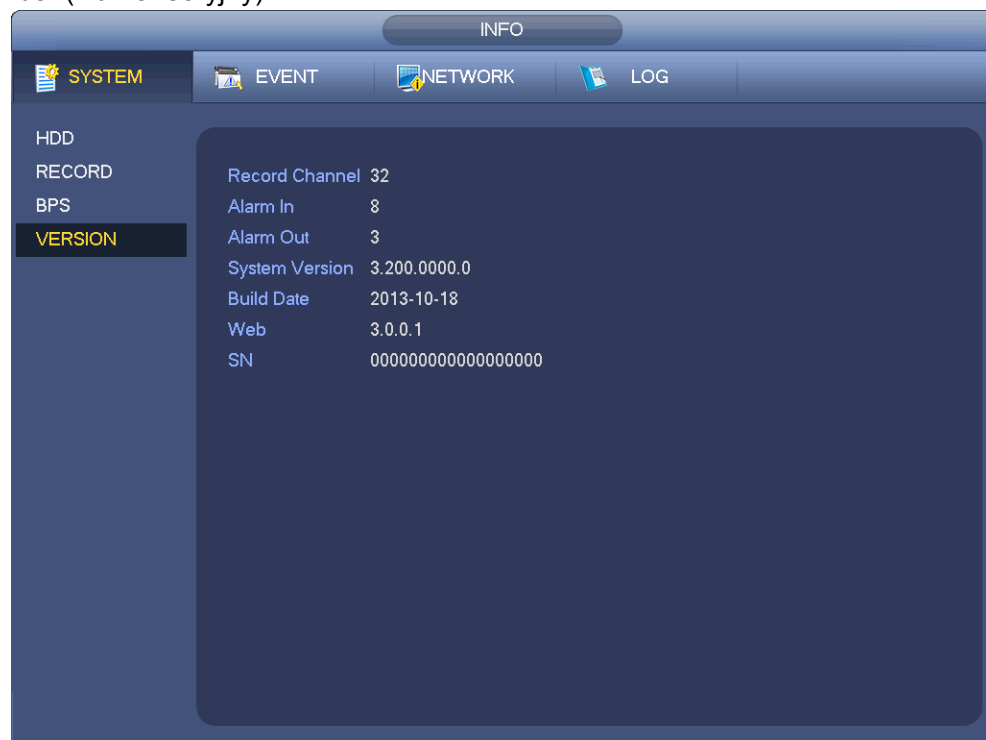 INFO
SYSTEM EVENT NETWORK LOG
HDD
RECORD
BPS
VERSION
Record Channel 32
Alarm In 8
Alarm Out 3
System Version 3.200.0000.0
Build Date 2013-10-18
Web 3.0.0.1
SN 000000000000000000